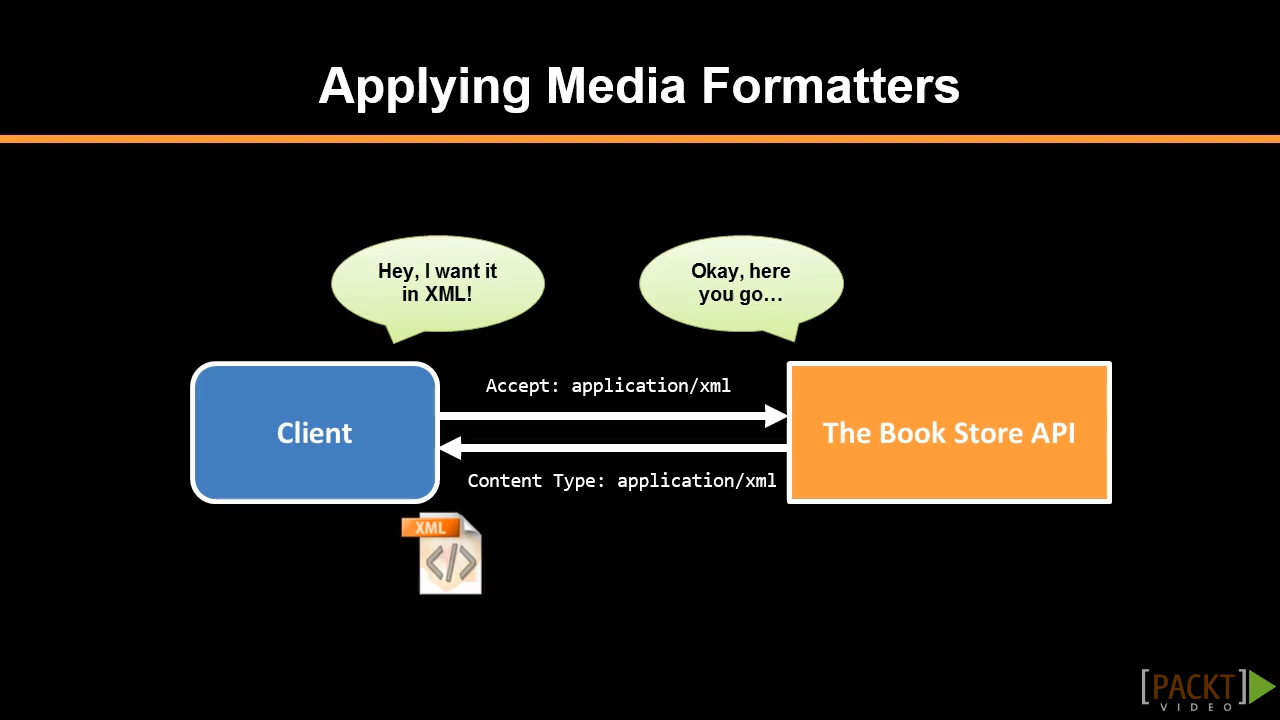 Applying Media Formatters
Hey, I want it
in XML!
Okay, here
you go…
Accept: application/xml
Client
The Book Store API
Content Type: application/xml
XML
</>
[PACKT]
VIDEO